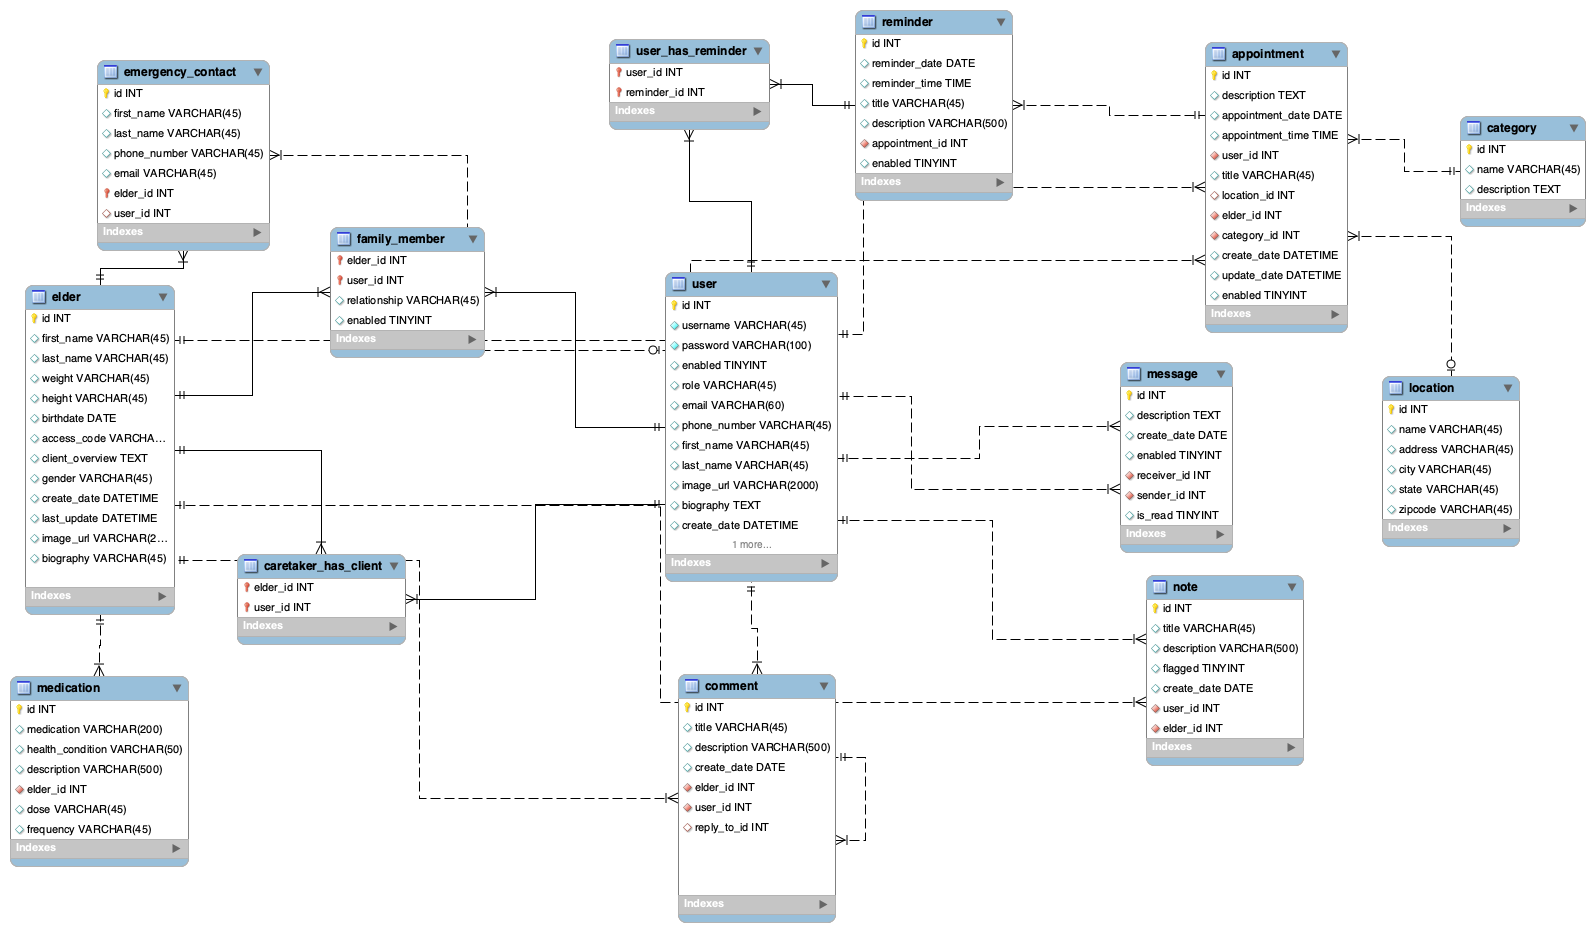 emergency_contact
id INT
first_name VARCHAR(45)
last_name VARCHAR(45)
phone_number VARCHAR(45)
email VARCHAR(45)
elder_id INT
user_id INT
Indexes
family_member
elder_id INT
user_id INT
relationship VARCHAR(45)
enabled TINYINT
Indexes
elder
id INT
first_name VARCHAR(45)
last_name VARCHAR(45)
weight VARCHAR(45)
height VARCHAR(45)
birthdate DATE
access_code VARCHA...
client_overview TEXT
gender VARCHAR(45)
create_date DATETIME
last_update DATETIME
image_url VARCHAR(2...
biography VARCHAR(45)
Indexes
caretaker_has_client
elder_id INT
user_id INT
Indexes
medication
id INT
medication VARCHAR(200)
health_condition VARCHAR(50)
description VARCHAR(500)
elder_id INT
dose VARCHAR(45)
frequency VARCHAR(45)
Indexes
user_has_reminder
user_id INT
reminder_id INT
Indexes
reminder
id INT
reminder_date DATE
reminder_time TIME
title VARCHAR(45)
description VARCHAR(500)
appointment_id INT
enabled TINYINT
Indexes
user
id INT
username VARCHAR(45)
password VARCHAR(100)
enabled TINYINT
role VARCHAR(45)
email VARCHAR(60)
phone_number VARCHAR(45)
first_name VARCHAR(45)
last_name VARCHAR(45)
image_url VARCHAR(2000)
biography TEXT
create_date DATETIME
1 more...
Indexes
comment
id INT
title VARCHAR(45)
description VARCHAR(500)
create_date DATE
elder_id INT
user_id INT
reply_to_id INT
Indexes
appointment
id INT
description TEXT
appointment_date DATE
appointment_time TIME
user_id INT
title VARCHAR(45)
location_id INT
elder_id INT
category_id INT
create_date DATETIME
update_date DATETIME
enabled TINYINT
Indexes
category
id INT
name VARCHAR(45)
description TEXT
Indexes
message
id INT
description TEXT
create_date DATE
enabled TINYINT
receiver_id INT
sender_id INT
is_read TINYINT
Indexes
location
id INT
name VARCHAR(45)
address VARCHAR(45)
city VARCHAR(45)
state VARCHAR(45)
zipcode VARCHAR(45)
Indexes
note
id INT
title VARCHAR(45)
description VARCHAR(500)
flagged TINYINT
create_date DATE
user_id INT
elder_id INT
Indexes